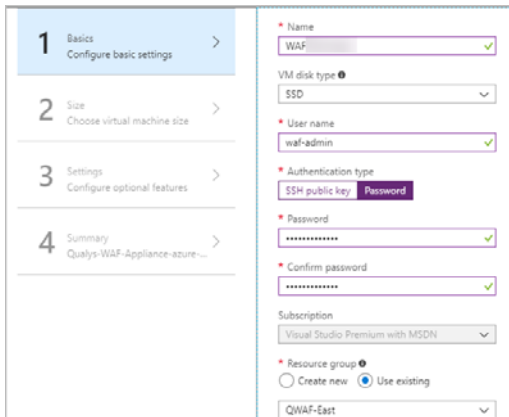 1
Basics
Configure basic settings
2
Size
Choose virtual machine size
3
Settings
Configure optional features
4
Summary
Qualys-WAF-Appliance-azure-...
* Name
WAF
VM disk type
SSD
* User name
waf-admin
* Authentication type
SSH public key Password
* Password
•••••••••••••
* Confirm password
•••••••••••••
Subscription
Visual Studio Premium with MSDN
* Resource group
Create new Use existing
QWAF-East